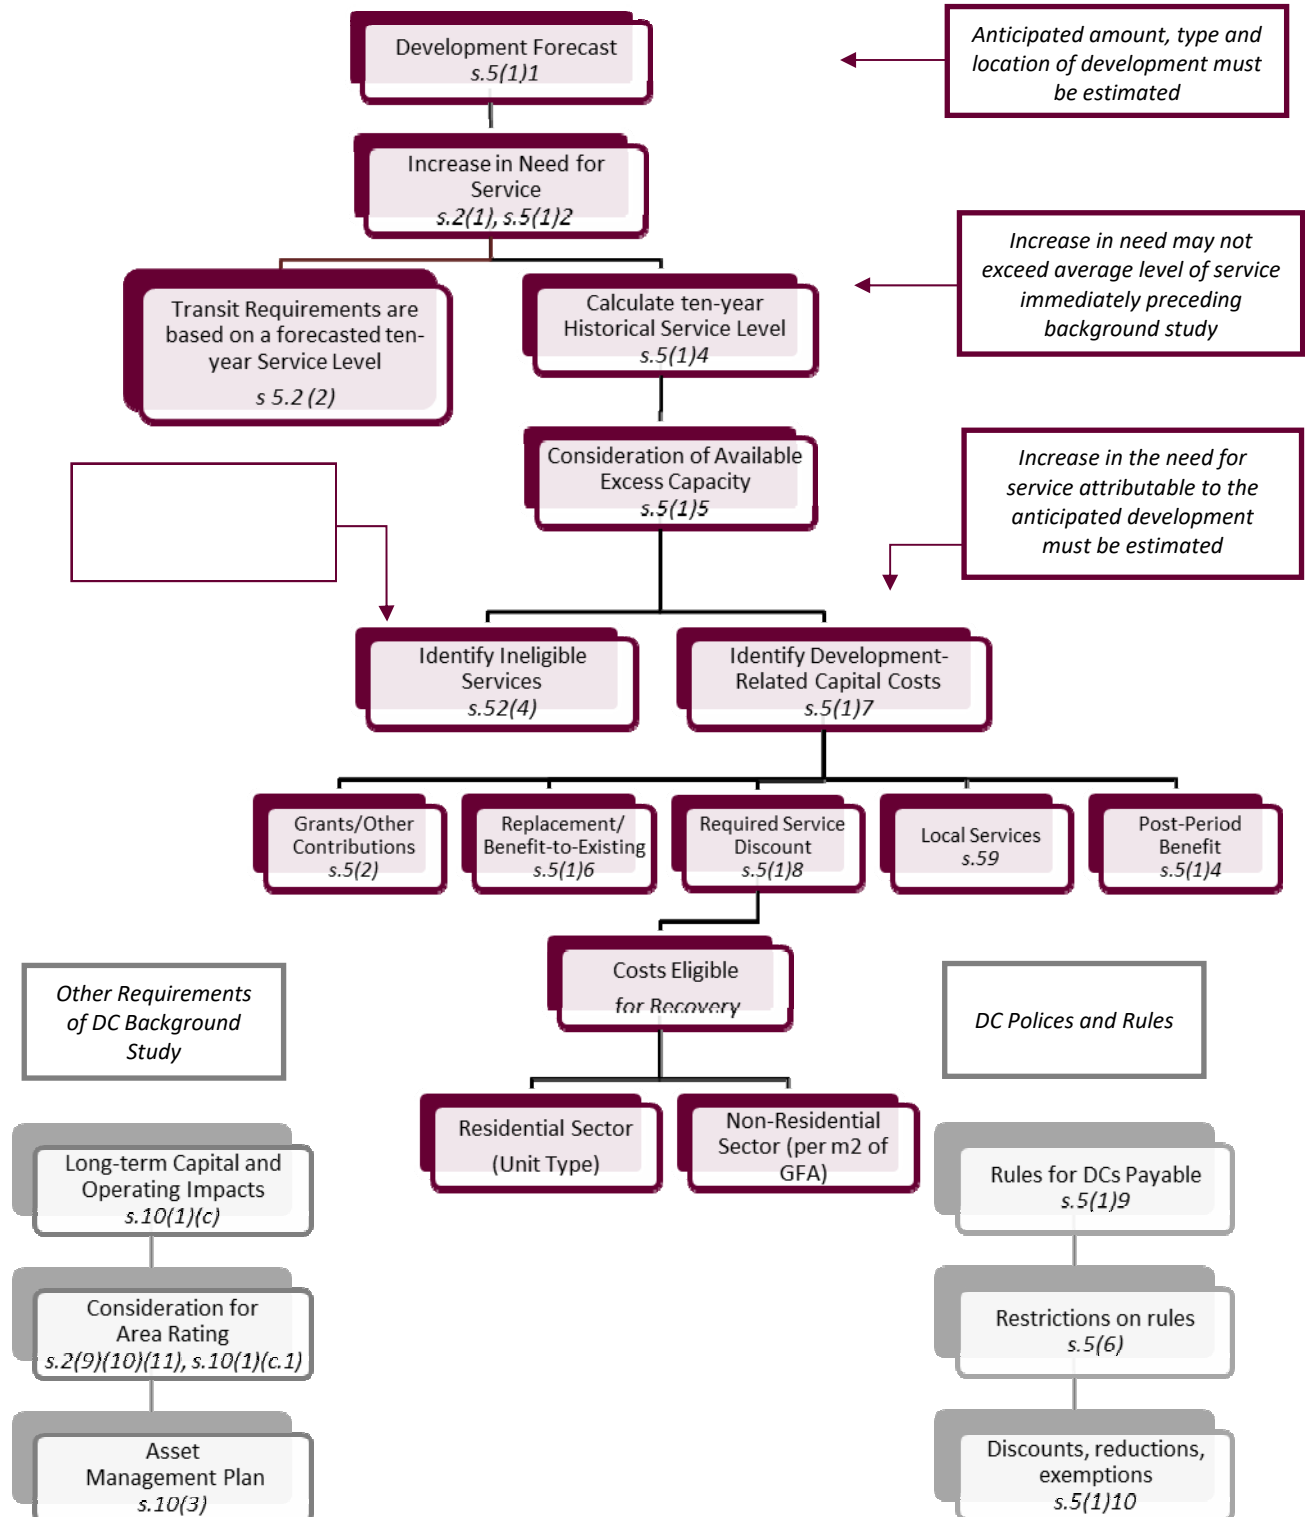 Development Forecast
s.5(1)1
Anticipated amount, type and
location of development must
be estimated
Increase in Need for
Service
s.2(1), s.5(1)2
Increase in need may not
exceed average level of service
immediately preceding
background study
Transit Requirements are
based on a forecasted ten-
year Service Level
s 5.2 (2)
Calculate ten-year
Historical Service Level
s.5(1)4
Consideration of Available
Excess Capacity
s.5(1)5
Increase in the need for
service attributable to the
anticipated development
must be estimated
Identify Ineligible
Services
s.52(4)
Identify Development-
Related Capital Costs
s.5(1)7
Grants/Other
Contributions
s.5(2)
Replacement/
Benefit-to-Existing
s.5(1)6
Required Service
Discount
s.5(1)8
Local Services
s.59
Post-Period
Benefit
s.5(1)4
Costs Eligible
for Recovery
Residential Sector
(Unit Type)
Non-Residential
Sector (per m2 of
GFA)
Other Requirements
of DC Background
Study
Long-term Capital and
Operating Impacts
s.10(1)(c)
Consideration for
Area Rating
s.2(9)(10)(11), s.10(1)(c.1)
Asset
Management Plan
s.10(3)
DC Polices and Rules
Rules for DCs Payable
s.5(1)9
Restrictions on rules
s.5(6)
Discounts, reductions,
exemptions
s.5(1)10